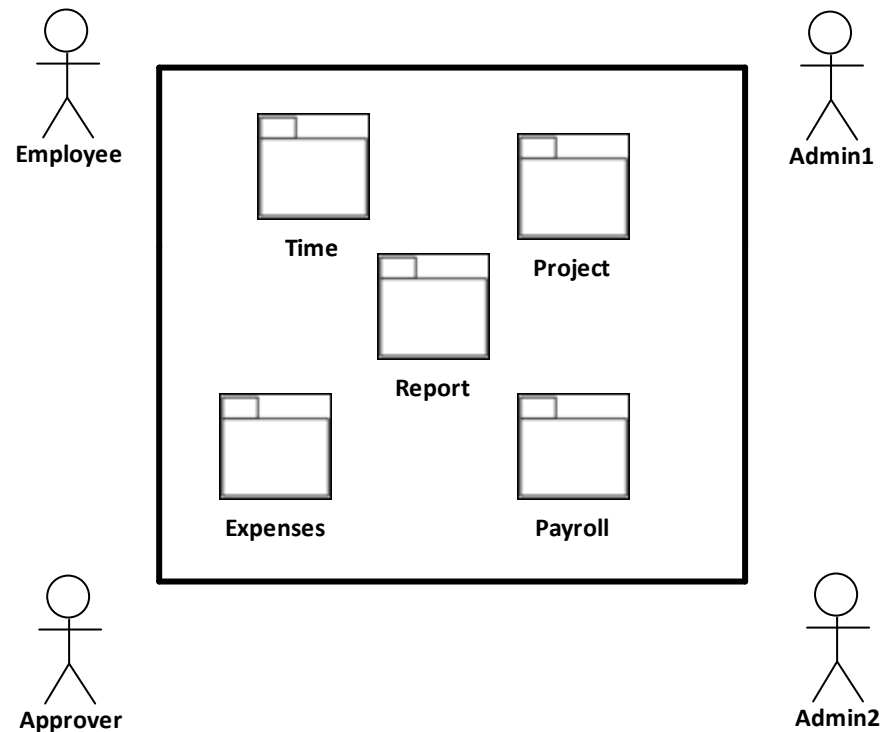 Employee
Admin1
Time
Project
Report
Expenses
Payroll
Approver
Admin2